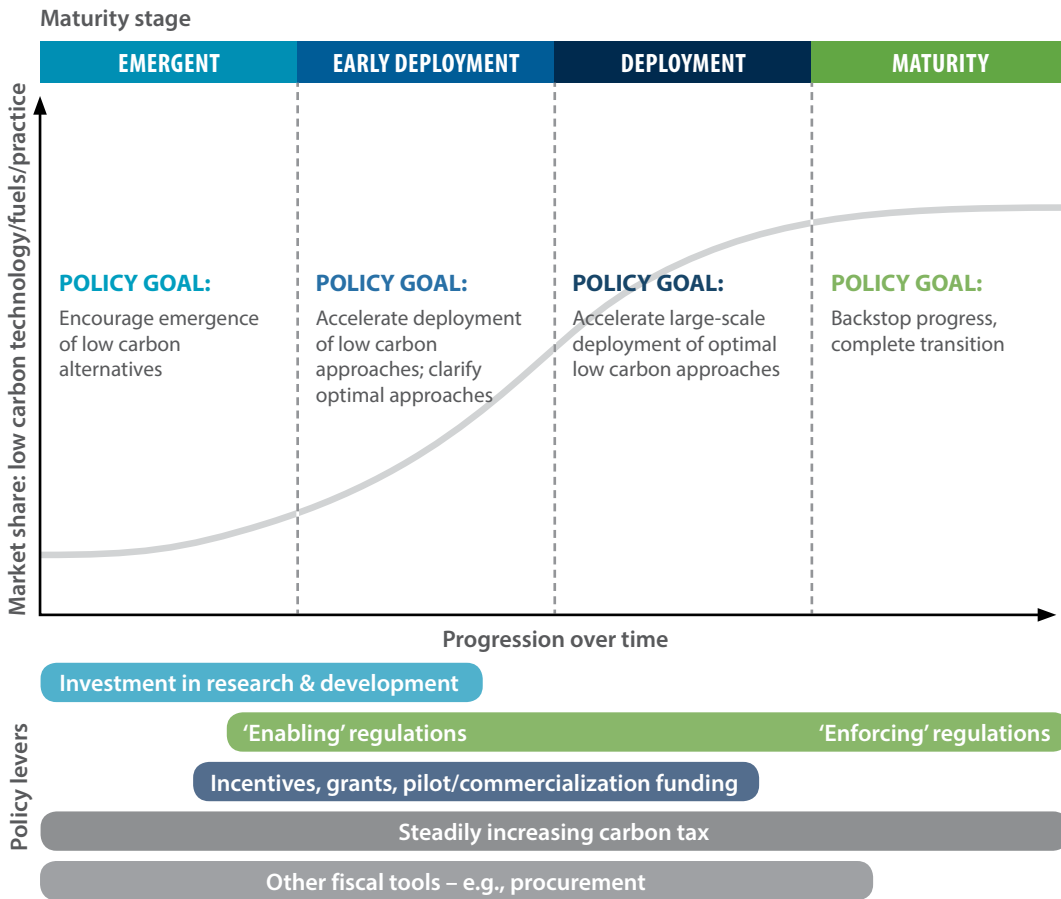 Maturity stage
EMERGENT
EARLY DEPLOYMENT
DEPLOYMENT
MATURITY
Market share: low carbon technology/fuels/practice
POLICY GOAL:
Encourage emergence
of low carbon
alternatives
POLICY GOAL:
Accelerate deployment
of low carbon
approaches; clarify
optimal approaches
POLICY GOAL:
Accelerate large-scale
deployment of optimal
low carbon approaches
POLICY GOAL:
Backstop progress,
complete transition
Progression over time
Policy levers
Investment in research & development
‘Enabling’ regulations
‘Enforcing’ regulations
Incentives, grants, pilot/commercialization funding
Steadily increasing carbon tax
Other fiscal tools – e.g., procurement